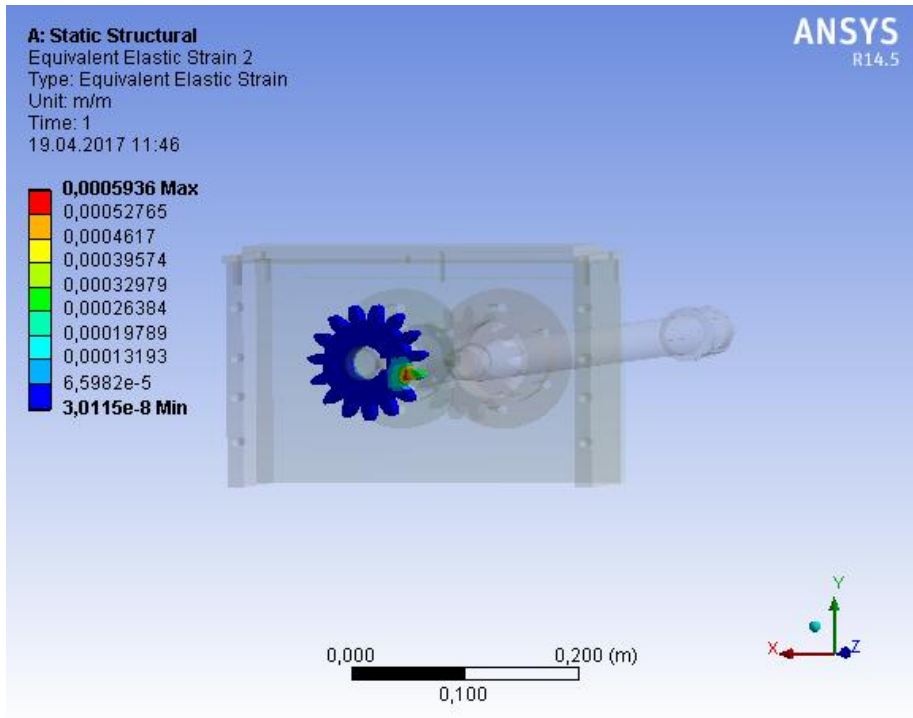 A: Static Structural
Equivalent Elastic Strain 2
Type: Equivalent Elastic Strain
Unit: m/m
Time: 1
19.04.2017 11:46
ANSYS
R14.5
0,0005936 Max
0,00052765
0,0004617
0,00039574
0,00032979
0,00026384
0,00019789
0,00013193
6,5982e-5
3,0115e-8 Min
0,000 0,200 (m)
0,100
Y
X Z